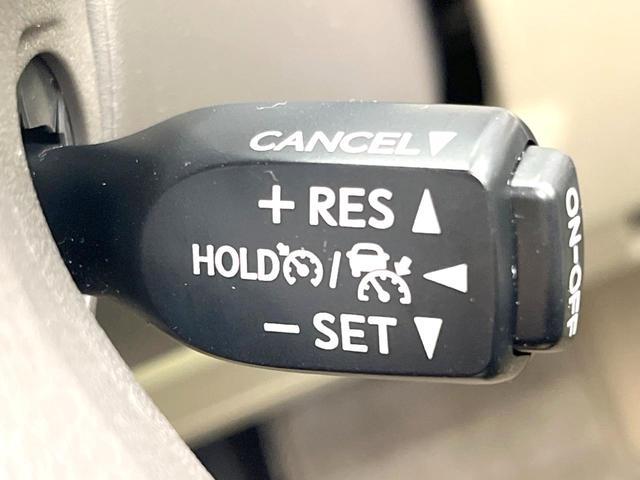 CANCEL
+ RES
HOLD /
− SET
ON-OFF